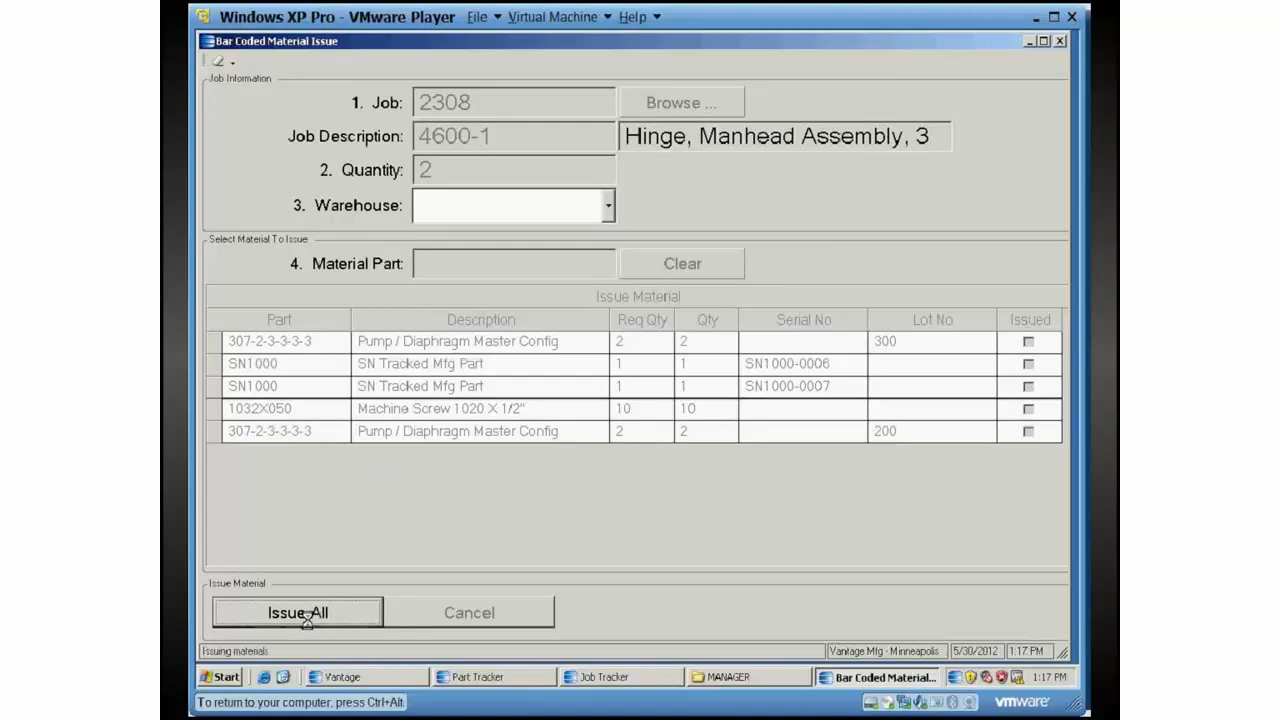 Windows XP Pro - VMware Player File Virtual Machine Help
Bar Coded Material Issue
Job Information
1. Job: 2308 Browse ...
Job Description: 4600-1 Hinge, Manhead Assembly, 3
2. Quantity: 2
3. Warehouse:
Select Material To Issue
4. Material Part: Clear
Issue Material
Part Description Req Qty Qty Serial No Lot No Issued
307-2-3-3-3-3 Pump / Diaphragm Master Config 2 2 300
SN1000 SN Tracked Mfg Part 1 1 SN1000-0006
SN1000 SN Tracked Mfg Part 1 1 SN1000-0007
1032X050 Machine Screw 1020 X 1/2" 10 10
307-2-3-3-3-3 Pump / Diaphragm Master Config 2 2 200
Issue Material
Issue All Cancel
Issuing materials Vantage Mfg - Minneapolis 5/30/2012 1:17 PM
Start Vantage Part Tracker Job Tracker MANAGER Bar Coded Material... 1:17 PM
To return to your computer, press Ctrl+Alt vmware